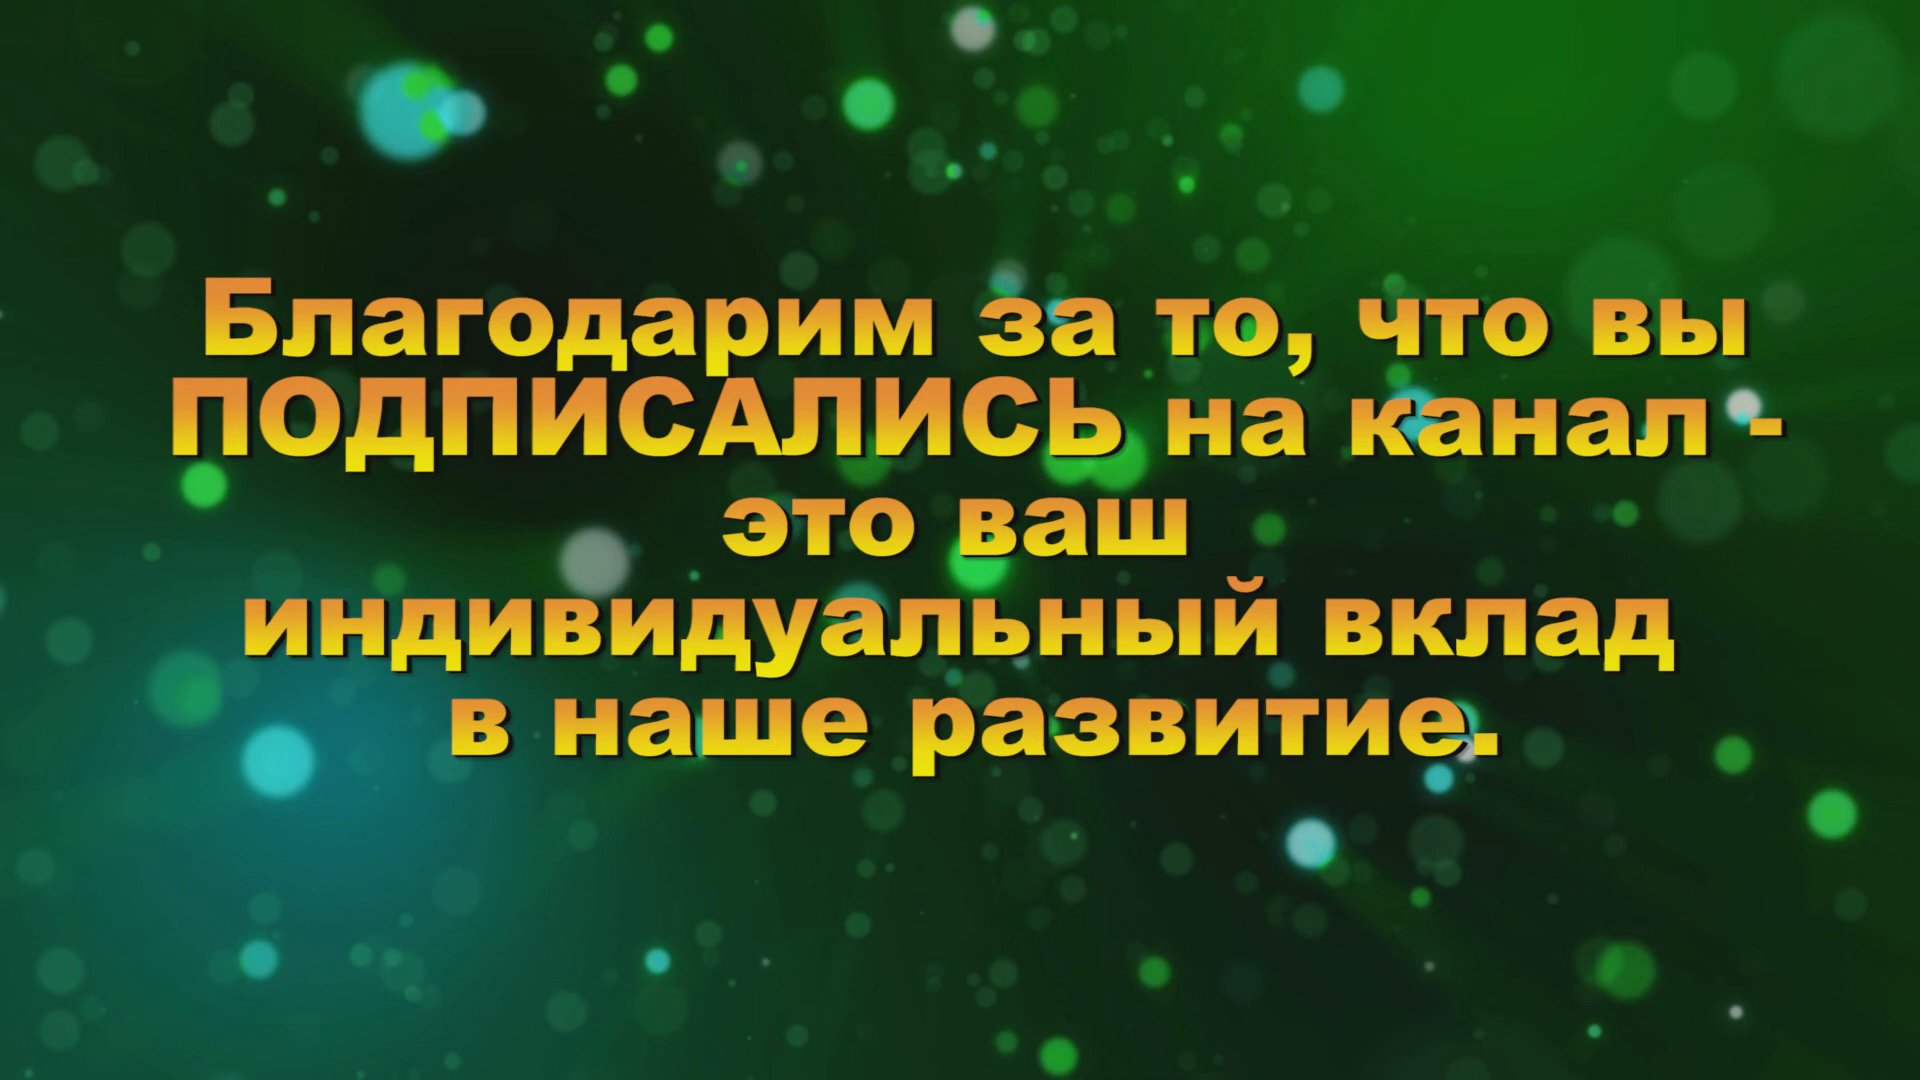 Благодарим за то, что вы
ПОДПИСАЛИСЬ на канал -
это ваш
индивидуальный вклад
в наше развитие.